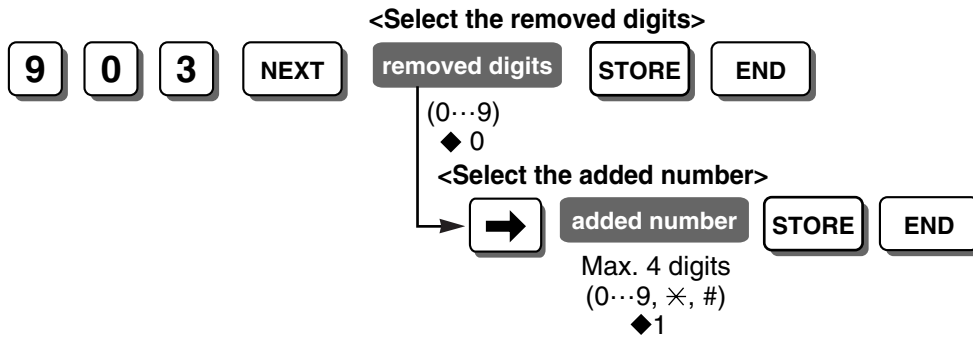 <Select the removed digits>
9 0 3 NEXT removed digits STORE END
(0···9)
◆ 0
<Select the added number>
➡ added number STORE END
Max. 4 digits
(0···9, ✳, #)
◆1